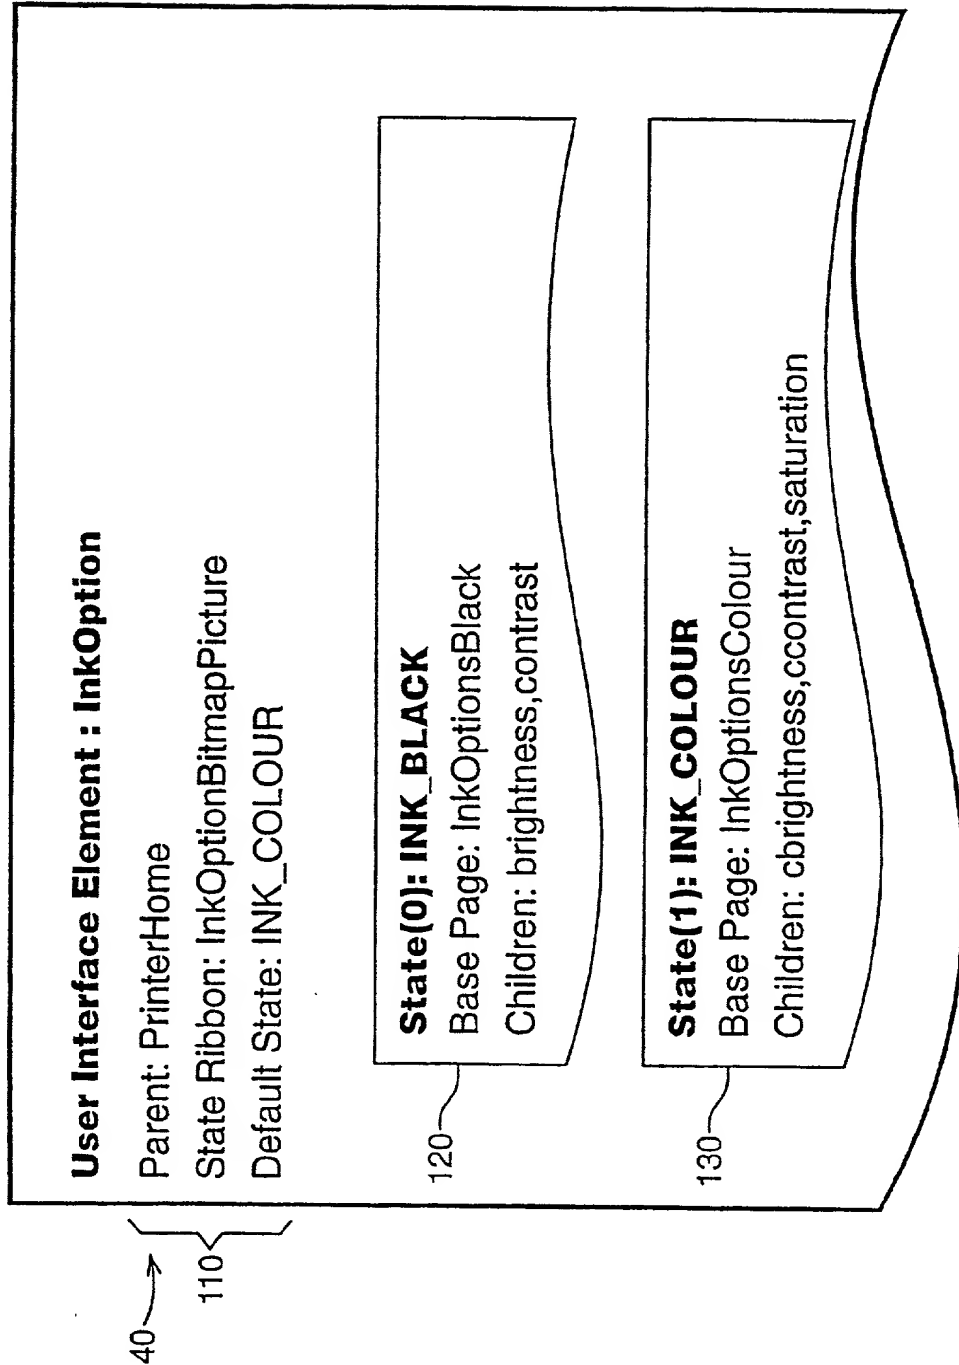 User Interface Element : InkOption
40
110
Parent: PrinterHome
State Ribbon: InkOptionBitmapPicture
Default State: INK_COLOUR
120
State(0): INK_BLACK
Base Page: InkOptionsBlack
Children: brightness,contrast
130
State(1): INK_COLOUR
Base Page: InkOptionsColour
Children: cbrightness,ccontrast,saturation